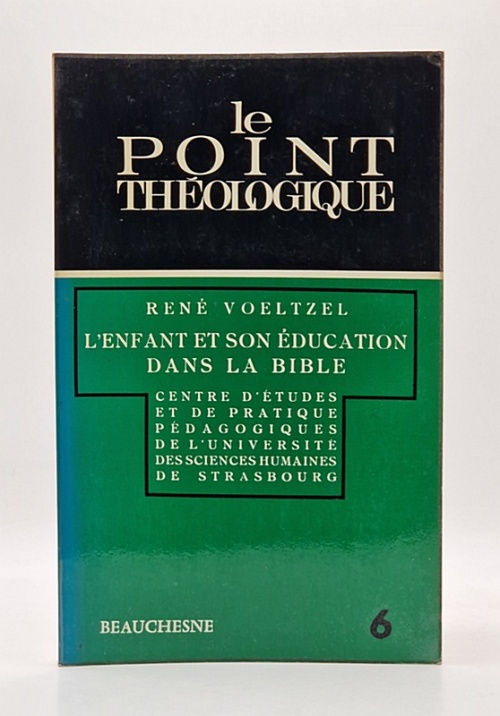 le
POINT
THÉOLOGIQUE
RENÉ VOELTZEL
L'ENFANT ET SON ÉDUCATION
DANS LA BIBLE
CENTRE D'ÉTUDES
ET DE PRATIQUE
PÉDAGOGIQUES
DE L'UNIVERSITÉ
DES SCIENCES HUMAINES
DE STRASBOURG
BEAUCHESNE
6